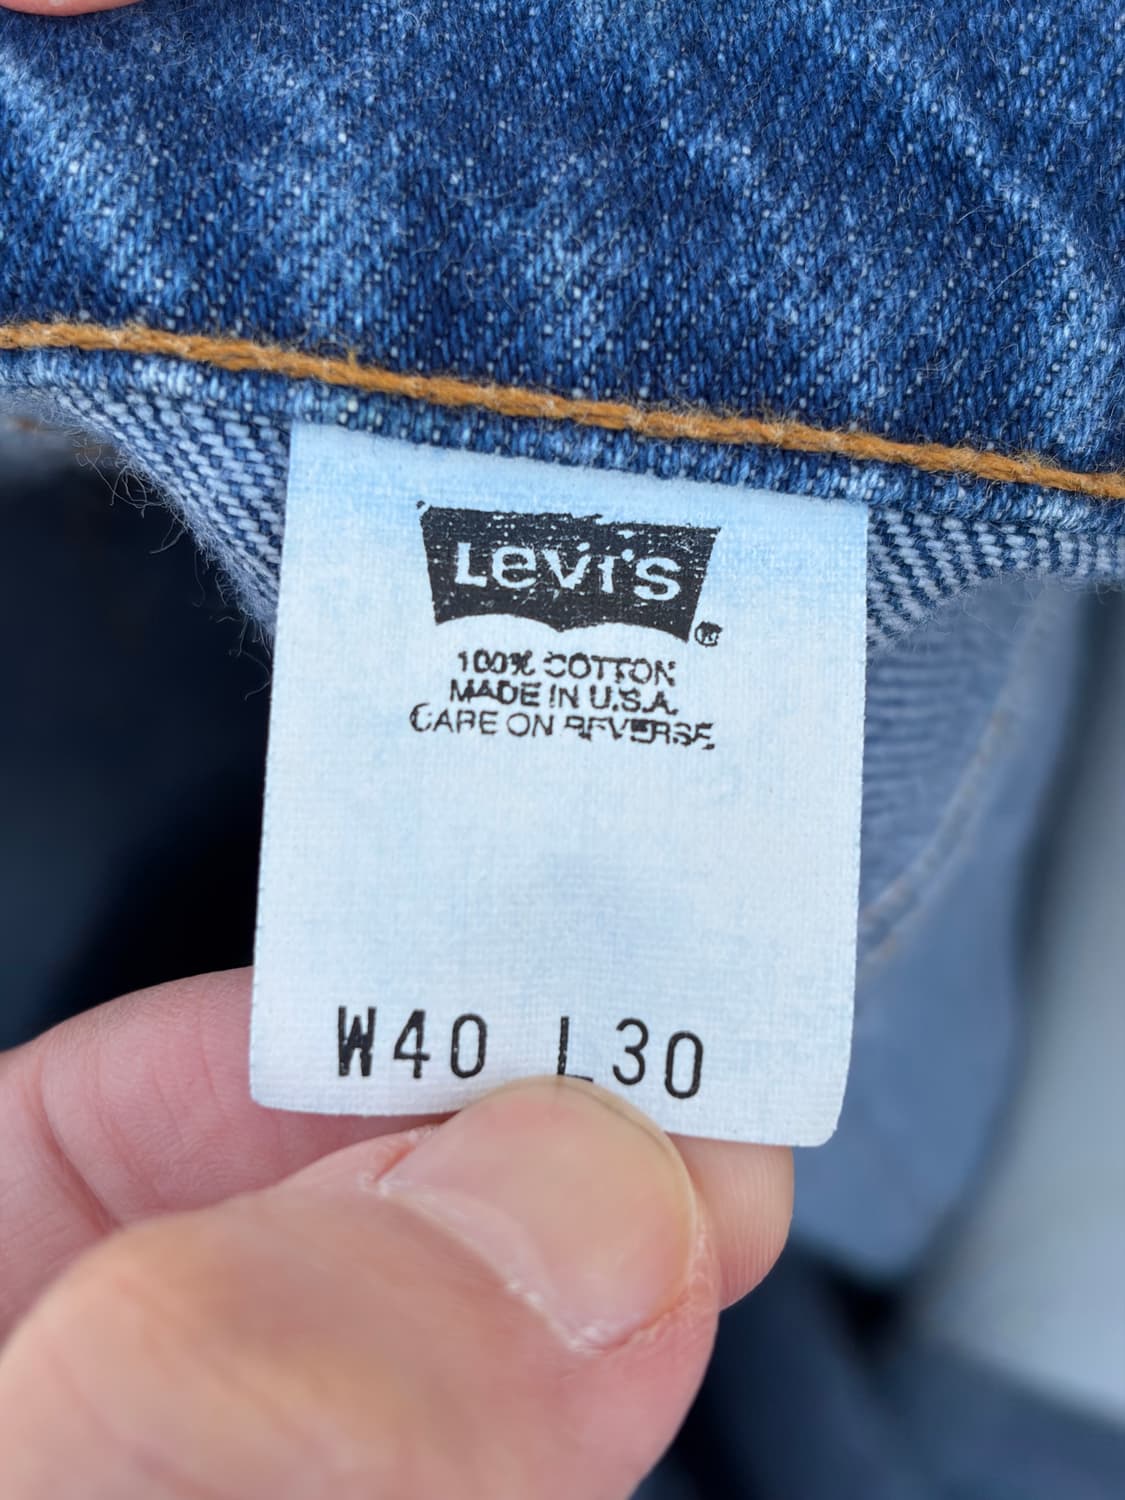 Levi's ®
100% COTTON
MADE IN U.S.A.
CARE ON REVERSE
W40 L30